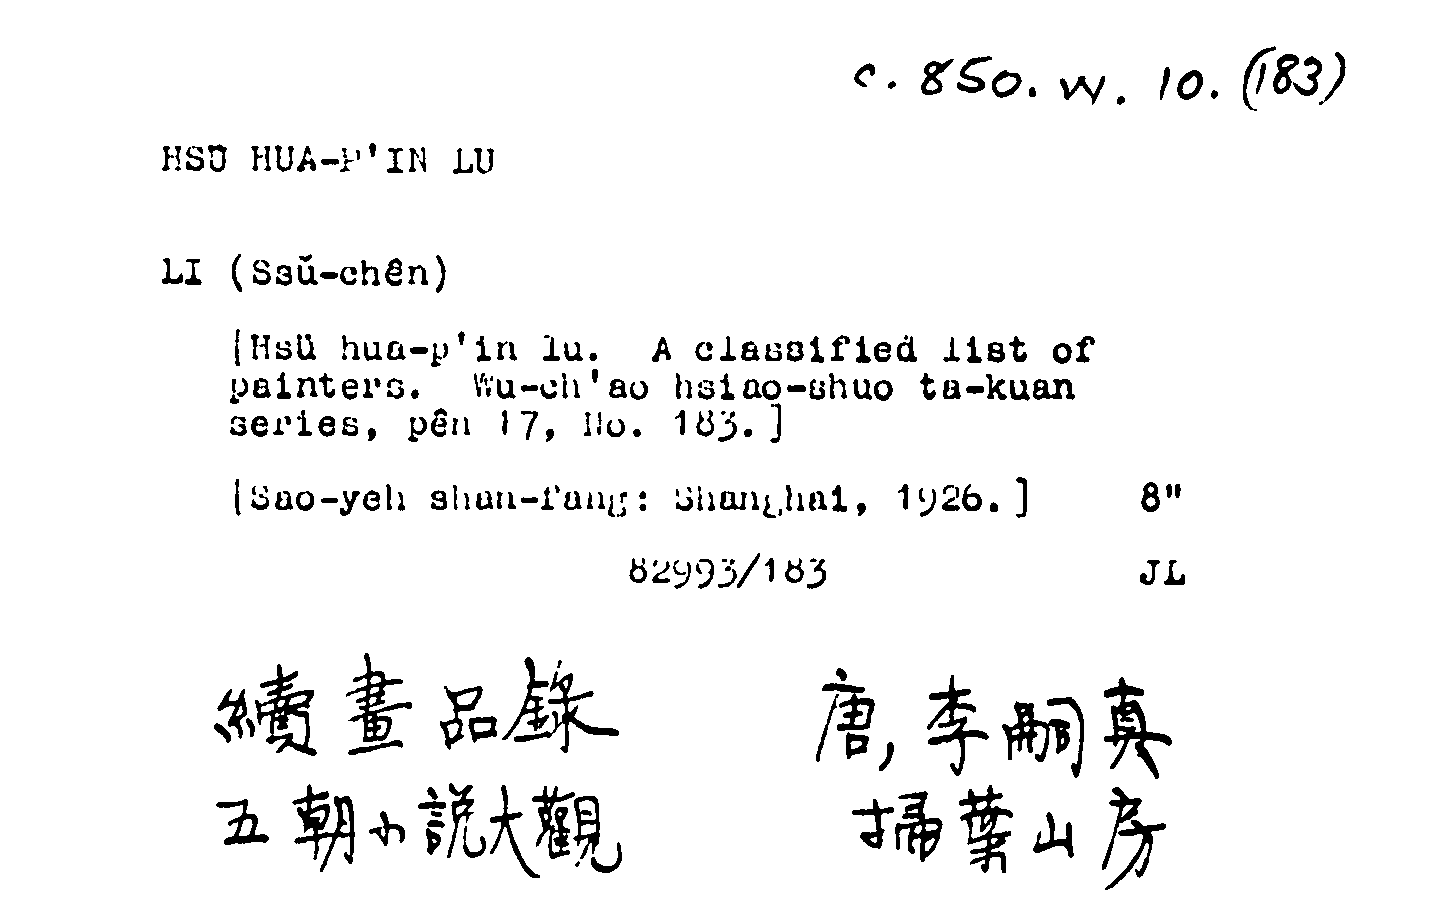 c. 850. w. 10. (183)
HSÜ HUA-P'IN LU
LI (Ssŭ-chên)
[Hsü hua-p'in lu. A classified list of
painters. Wu-ch'ao hsiao-shuo ta-kuan
series, pên 17, No. 183.]
[Sao-yeh shan-fang: Shanghai, 1926.] 8"
82993/183 JL
續畫品錄 唐, 李嗣真
五朝小説大觀 掃葉山房